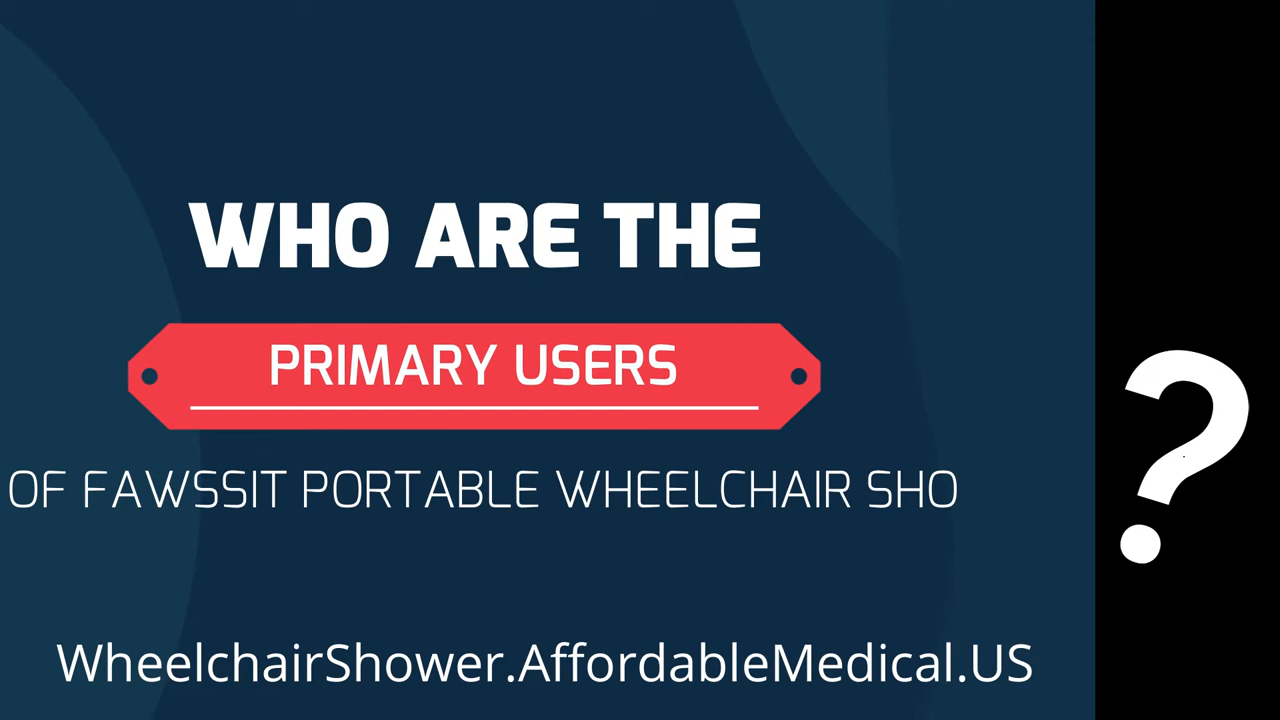 WHO ARE THE
PRIMARY USERS
OF FAWSSIT PORTABLE WHEELCHAIR SHO
?
WheelchairShower.AffordableMedical.US